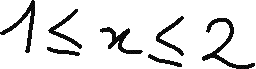 1 ≤ x ≤ 2